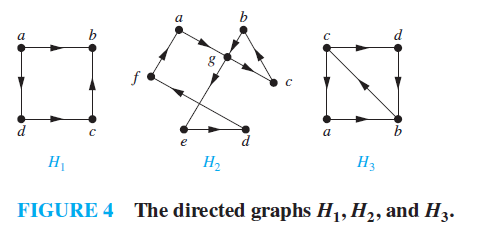 a b d c
H1
a b g f c e d
H2
c d a b
H3
FIGURE 4 The directed graphs H1, H2, and H3.